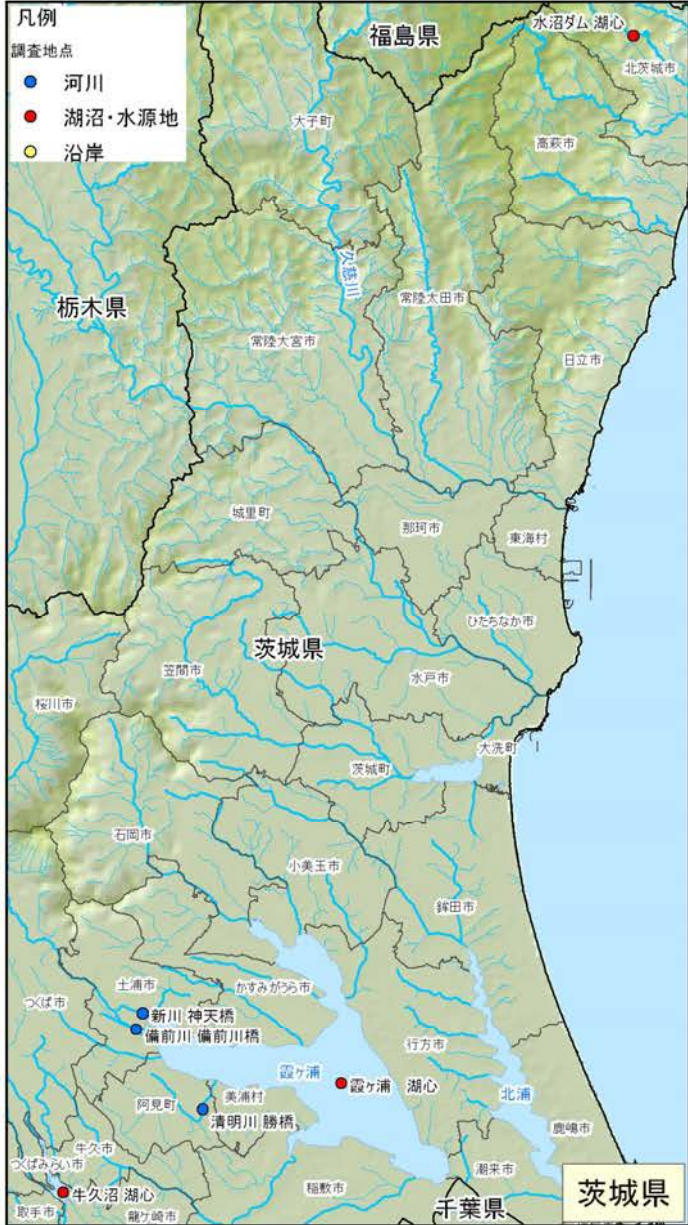 凡例
調査地点
河川
湖沼・水源地
沿岸
福島県
水沼ダム 湖心
北茨城市
大子町
高萩市
久慈川
栃木県
常陸太田市
常陸大宮市
日立市
城里町
那珂市
東海村
ひたちなか市
茨城県
笠間市
水戸市
桜川市
大洗町
茨城町
石岡市
小美玉市
鉾田市
土浦市
かすみがうら市
つくば市
新川 神天橋
備前川 備前川橋
行方市
霞ヶ浦
霞ヶ浦 湖心
北浦
阿見町
美浦村
清明川 勝橋
鹿嶋市
牛久市
つくばみらい市
潮来市
牛久沼 湖心
稲敷市
取手市
龍ケ崎市
千葉県
茨城県